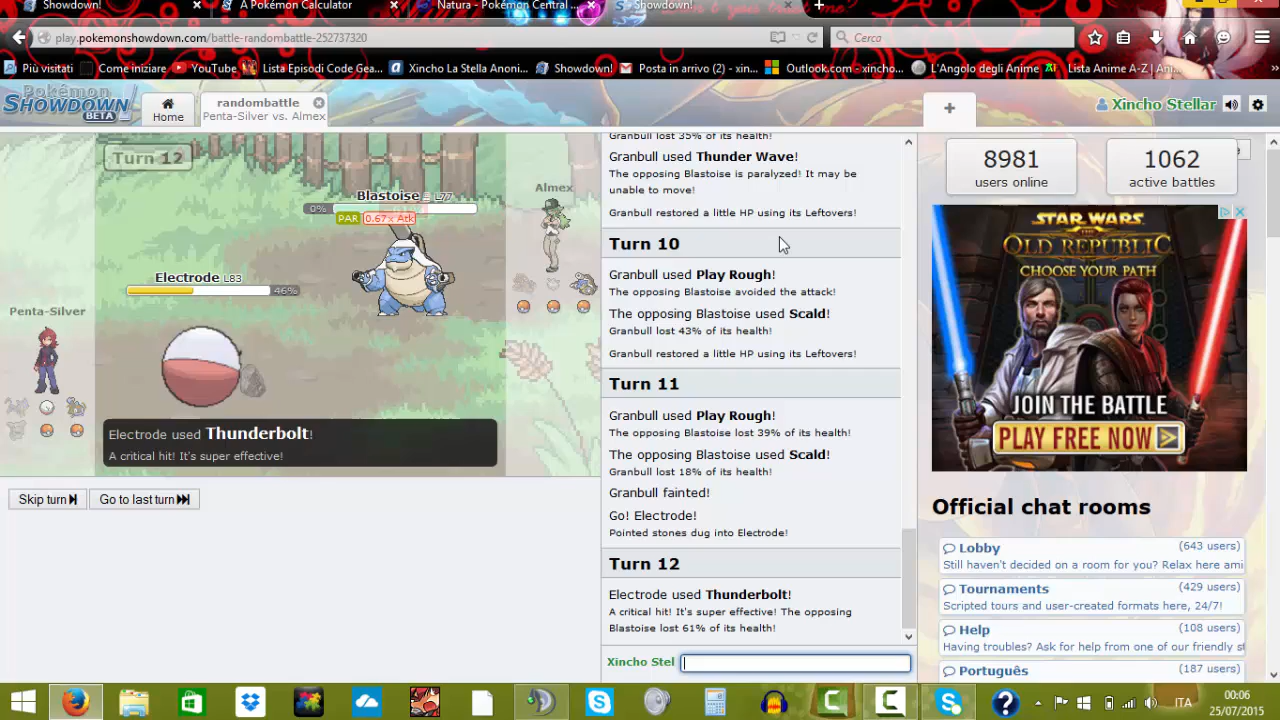 Showdown!
A Pokémon Calculator
Natura - Pokémon Central ...
Showdown!
play.pokemonshowdown.com/battle-randombattle-252737320
Cerca
Più visitati
Come iniziare
YouTube
Lista Episodi Code Gea...
Xincho La Stella Anoni...
Showdown!
Posta in arrivo (2) - xin...
Outlook.com - xincho...
L'Angolo degli Anime
Lista Anime A-Z | Ani...
Pokémon
SHOWDOWN
BETA
Home
randombattle
Penta-Silver vs. Almex
Xincho Stellar
Turn 12
Blastoise L77
0%
PAR 0.67x Atk
Almex
Electrode L83
46%
Penta-Silver
Electrode used Thunderbolt!
A critical hit! It's super effective!
Skip turn
Go to last turn
Granbull lost 35% of its health!
Granbull used Thunder Wave!
The opposing Blastoise is paralyzed! It may be
unable to move!
Granbull restored a little HP using its Leftovers!
Turn 10
Granbull used Play Rough!
The opposing Blastoise avoided the attack!
The opposing Blastoise used Scald!
Granbull lost 43% of its health!
Granbull restored a little HP using its Leftovers!
Turn 11
Granbull used Play Rough!
The opposing Blastoise lost 39% of its health!
The opposing Blastoise used Scald!
Granbull lost 18% of its health!
Granbull fainted!
Go! Electrode!
Pointed stones dug into Electrode!
Turn 12
Electrode used Thunderbolt!
A critical hit! It's super effective! The opposing
Blastoise lost 61% of its health!
Xincho Stel
8981
users online
1062
active battles
STAR WARS
THE OLD REPUBLIC
CHOOSE YOUR PATH
JOIN THE BATTLE
PLAY FREE NOW
Official chat rooms
Lobby
(643 users)
Still haven't decided on a room for you? Relax here ami
Tournaments
(429 users)
Scripted tours and user-created formats here, 24/7!
Help
(108 users)
Having troubles? Ask for help from one of our friendly st
Português
(187 users)
ITA
00:06
25/07/2015